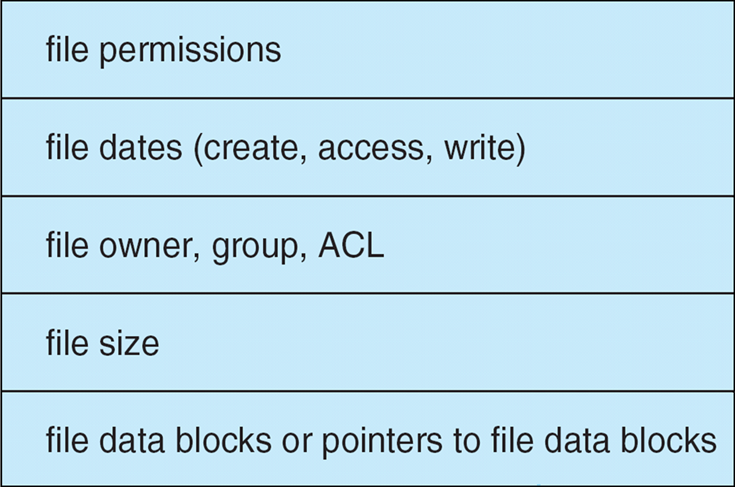 file permissions
file dates (create, access, write)
file owner, group, ACL
file size
file data blocks or pointers to file data blocks